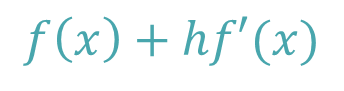 f(x) + hf′(x)